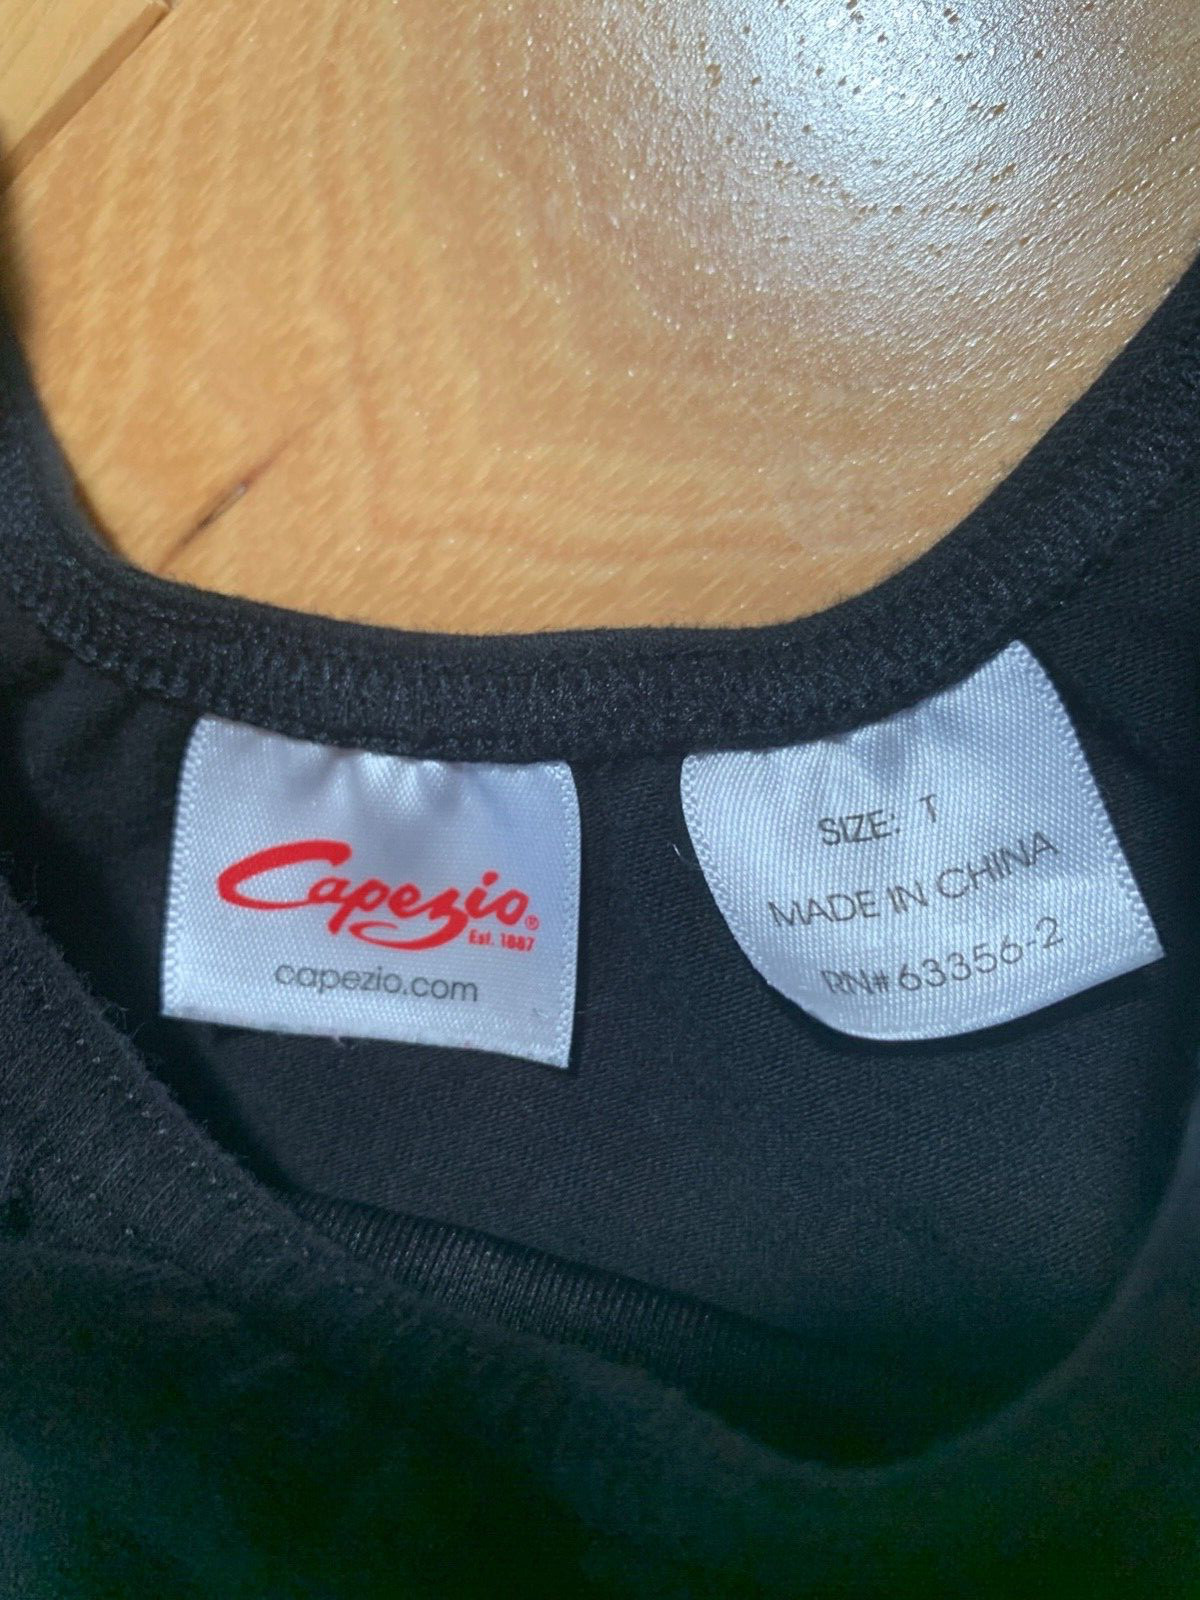 Capezio®
Est. 1887
capezio.com
SIZE: T
MADE IN CHINA
RN# 63356-2